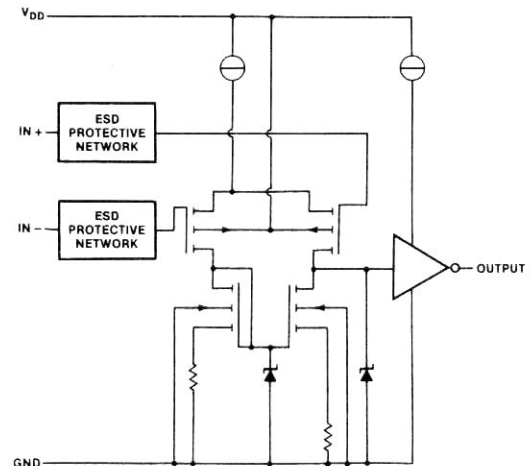 VDD
ESD
PROTECTIVE
NETWORK
IN +
ESD
PROTECTIVE
NETWORK
IN -
OUTPUT
GND